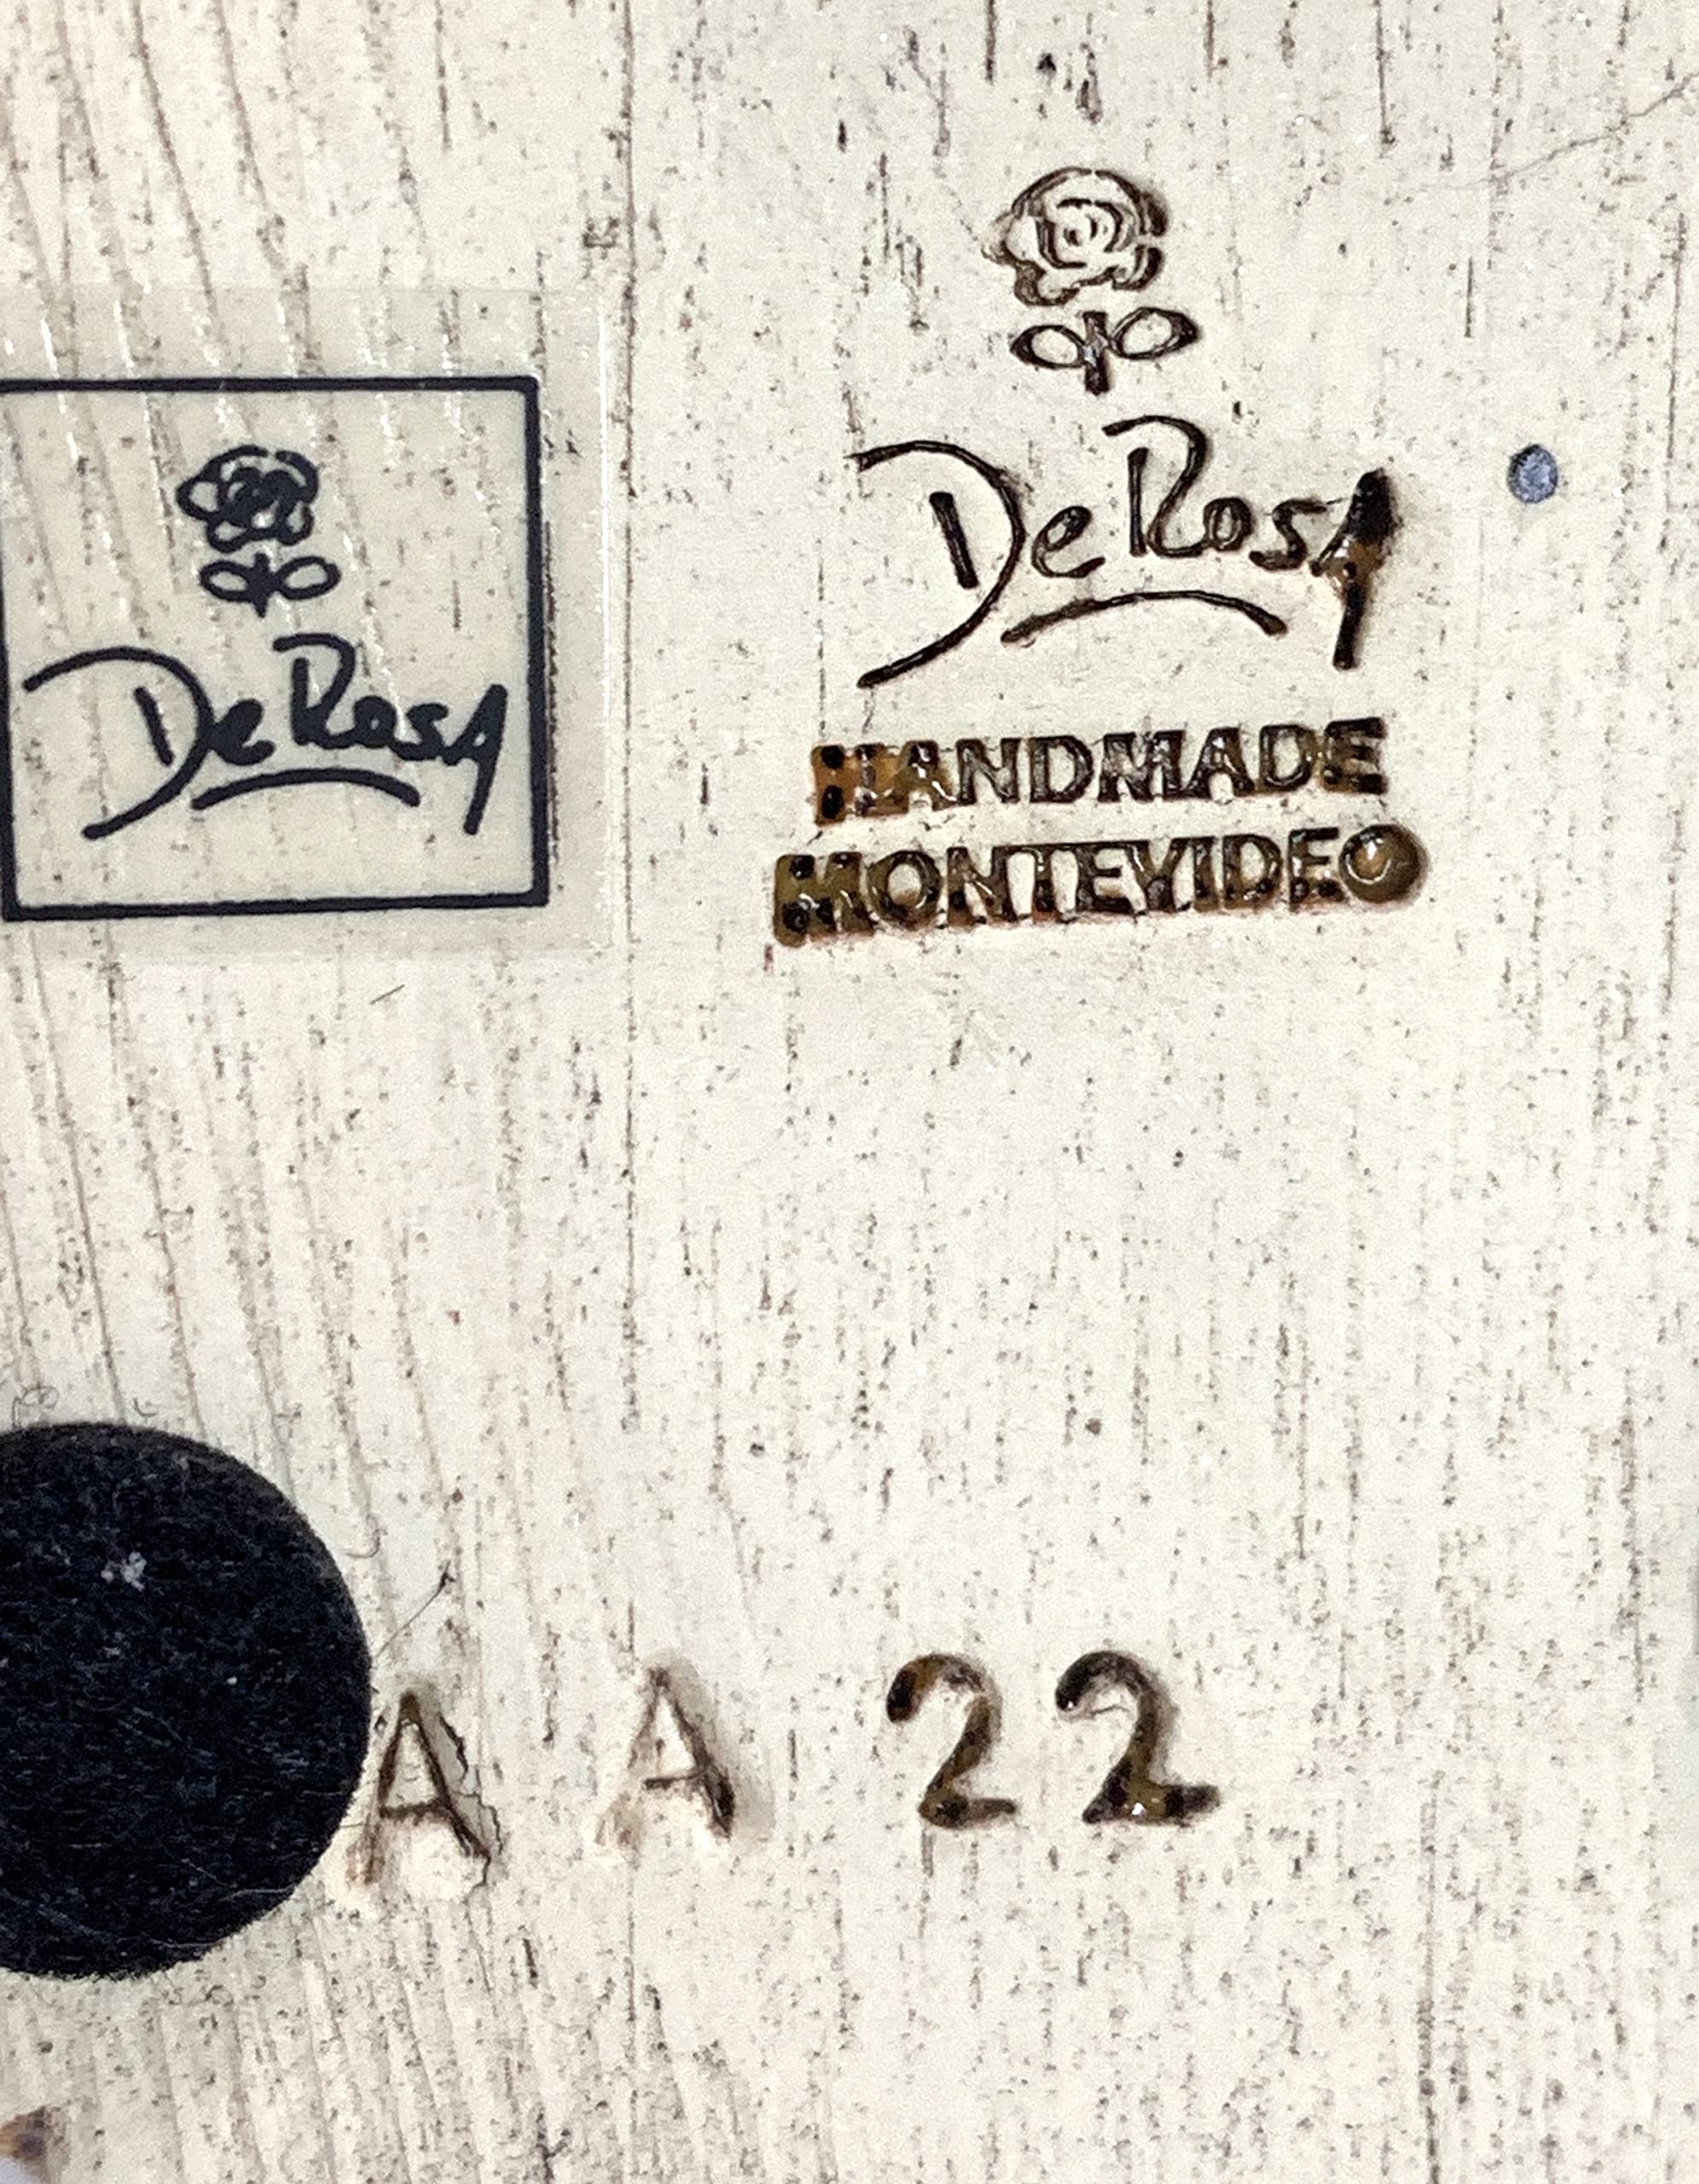 De Rosa
De Rosa
HANDMADE
MONTEVIDEO
A A 22